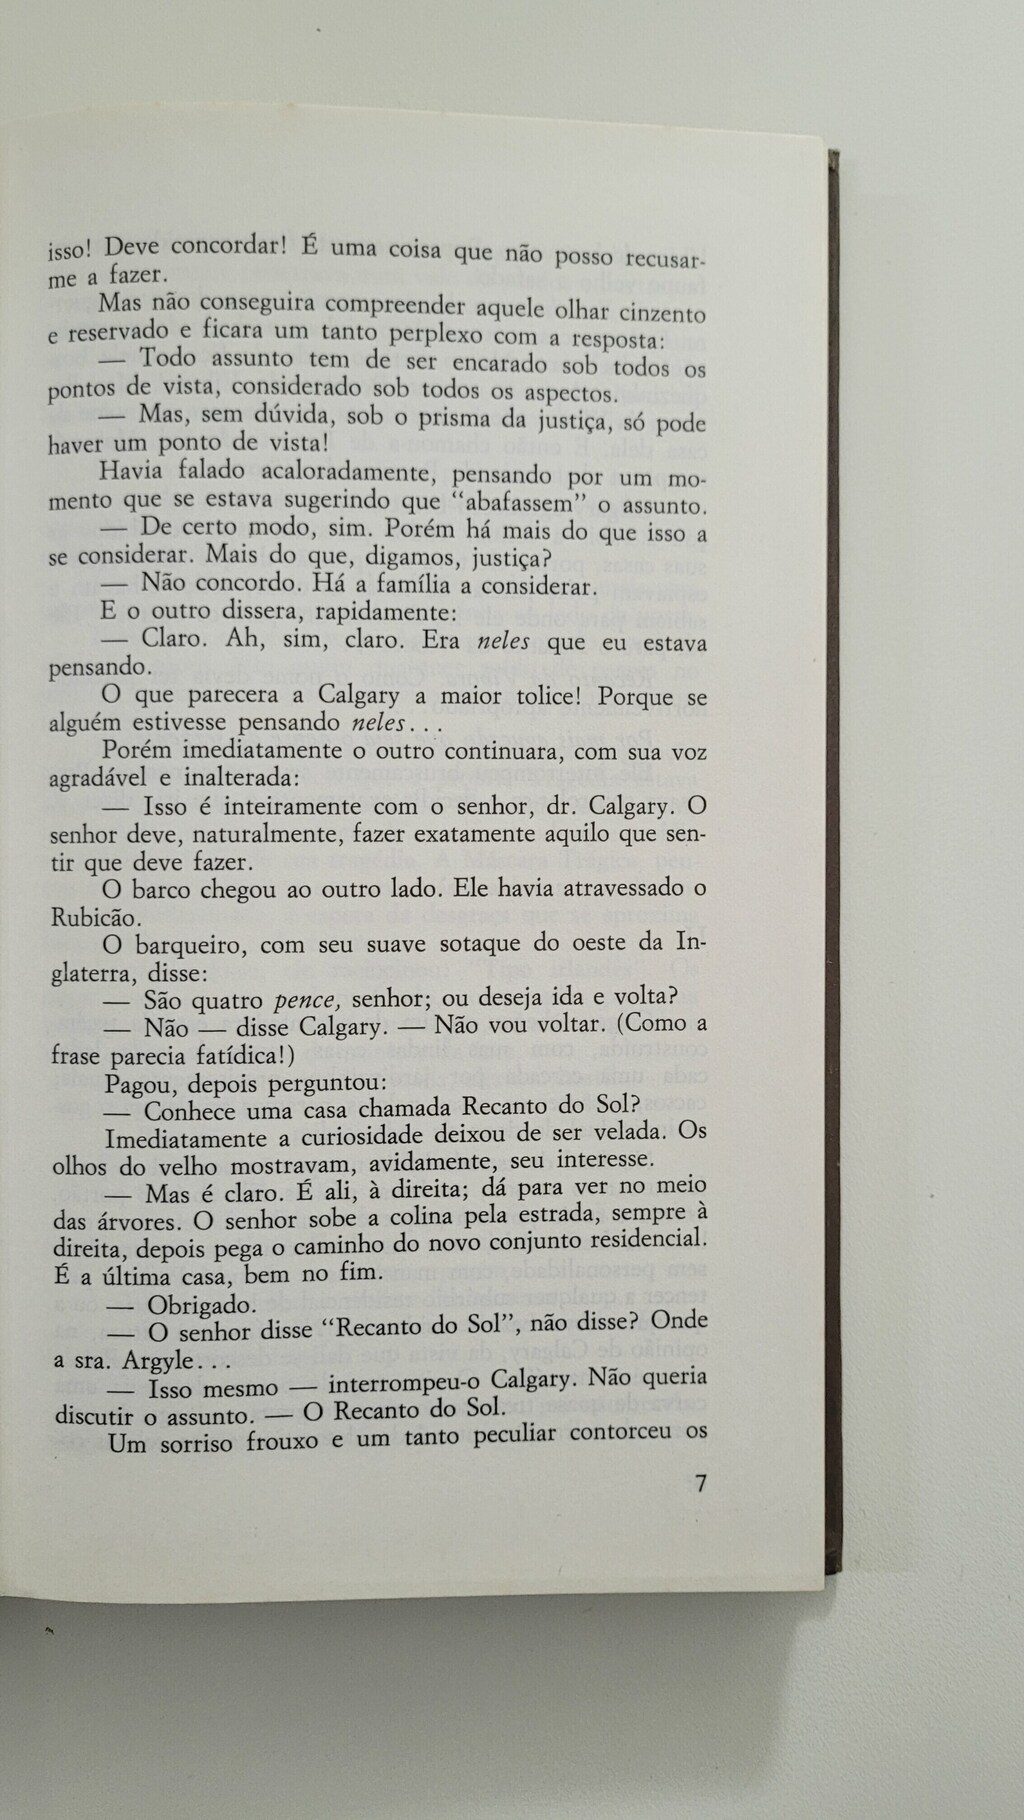 isso! Deve concordar! É uma coisa que não posso recusar-
me a fazer.
Mas não conseguira compreender aquele olhar cinzento
e reservado e ficara um tanto perplexo com a resposta:
— Todo assunto tem de ser encarado sob todos os
pontos de vista, considerado sob todos os aspectos.
— Mas, sem dúvida, sob o prisma da justiça, só pode
haver um ponto de vista!
Havia falado acaloradamente, pensando por um mo-
mento que se estava sugerindo que “abafassem” o assunto.
— De certo modo, sim. Porém há mais do que isso a
se considerar. Mais do que, digamos, justiça?
— Não concordo. Há a família a considerar.
E o outro dissera, rapidamente:
— Claro. Ah, sim, claro. Era neles que eu estava
pensando.
O que parecera a Calgary a maior tolice! Porque se
alguém estivesse pensando neles...
Porém imediatamente o outro continuara, com sua voz
agradável e inalterada:
— Isso é inteiramente com o senhor, dr. Calgary. O
senhor deve, naturalmente, fazer exatamente aquilo que sen-
tir que deve fazer.
O barco chegou ao outro lado. Ele havia atravessado o
Rubicão.
O barqueiro, com seu suave sotaque do oeste da In-
glaterra, disse:
— São quatro pence, senhor; ou deseja ida e volta?
— Não — disse Calgary. — Não vou voltar. (Como a
frase parecia fatídica!)
Pagou, depois perguntou:
— Conhece uma casa chamada Recanto do Sol?
Imediatamente a curiosidade deixou de ser velada. Os
olhos do velho mostravam, avidamente, seu interesse.
— Mas é claro. É ali, à direita; dá para ver no meio
das árvores. O senhor sobe a colina pela estrada, sempre à
direita, depois pega o caminho do novo conjunto residencial.
É a última casa, bem no fim.
— Obrigado.
— O senhor disse “Recanto do Sol”, não disse? Onde
a sra. Argyle...
— Isso mesmo — interrompeu-o Calgary. Não queria
discutir o assunto. — O Recanto do Sol.
Um sorriso frouxo e um tanto peculiar contorceu os
7